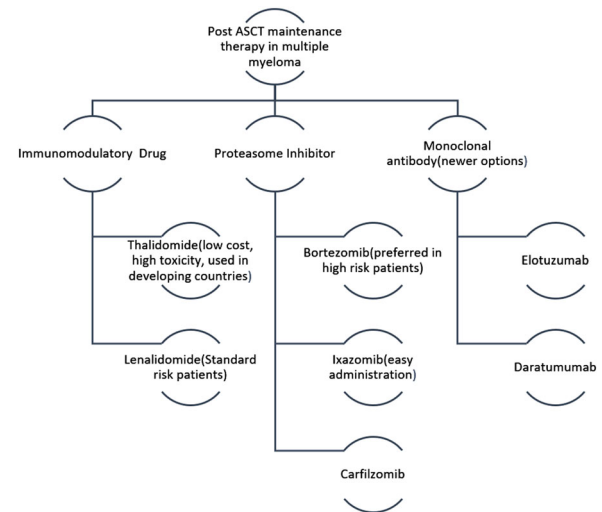 Post ASCT maintenance
therapy in multiple
myeloma
Immunomodulatory Drug
Proteasome Inhibitor
Monoclonal
antibody(newer options)
Thalidomide(low cost,
high toxicity, used in
developing countries)
Lenalidomide(Standard
risk patients)
Bortezomib(preferred in
high risk patients)
Ixazomib(easy
administration)
Carfilzomib
Elotuzumab
Daratumumab